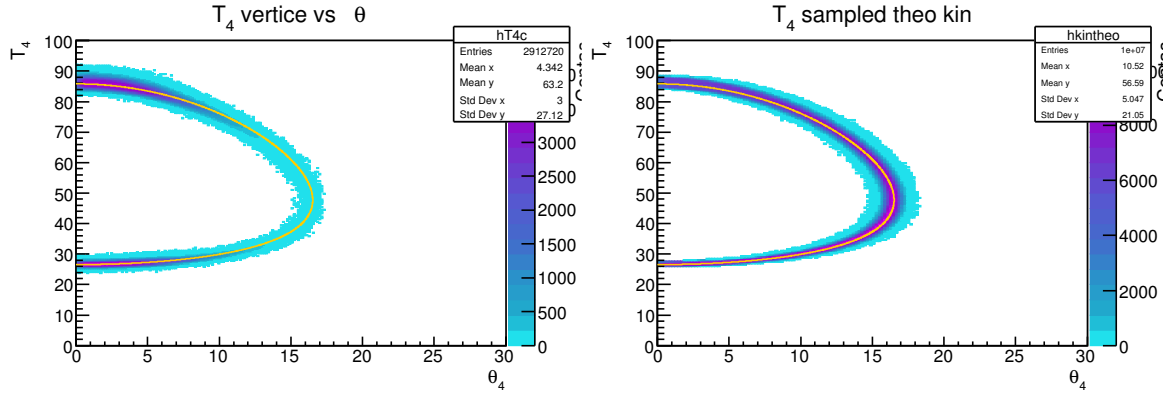 T4 vertice vs θ
T4
100
90
80
70
60
50
40
30
20
10
0
0 5 10 15 20 25 30
θ4
hT4c
Entries 2912720
Mean x 4.342
Mean y 63.2
Std Dev x 3
Std Dev y 27.12
3000
2500
2000
1500
1000
500
0
T4 sampled theo kin
T4
100
90
80
70
60
50
40
30
20
10
0
0 5 10 15 20 25 30
θ4
hkintheo
Entries 1e+07
Mean x 10.52
Mean y 56.59
Std Dev x 5.047
Std Dev y 21.05
8000
6000
4000
2000
0